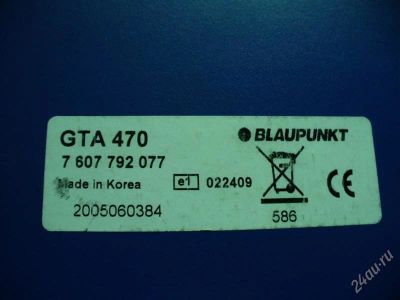 GTA 470
BLAUPUNKT
7 607 792 077
Made in Korea
e1
022409
CE
2005060384
586
24au.ru